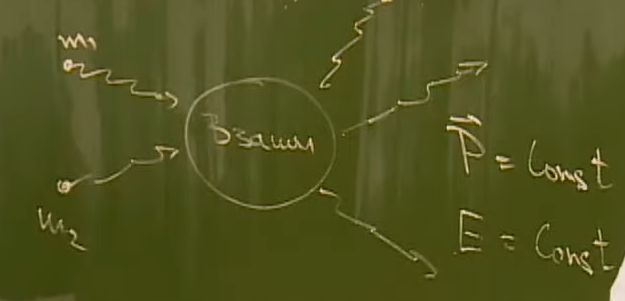 m₁
Взаим
P⃗ = Const
m₂
E = Const